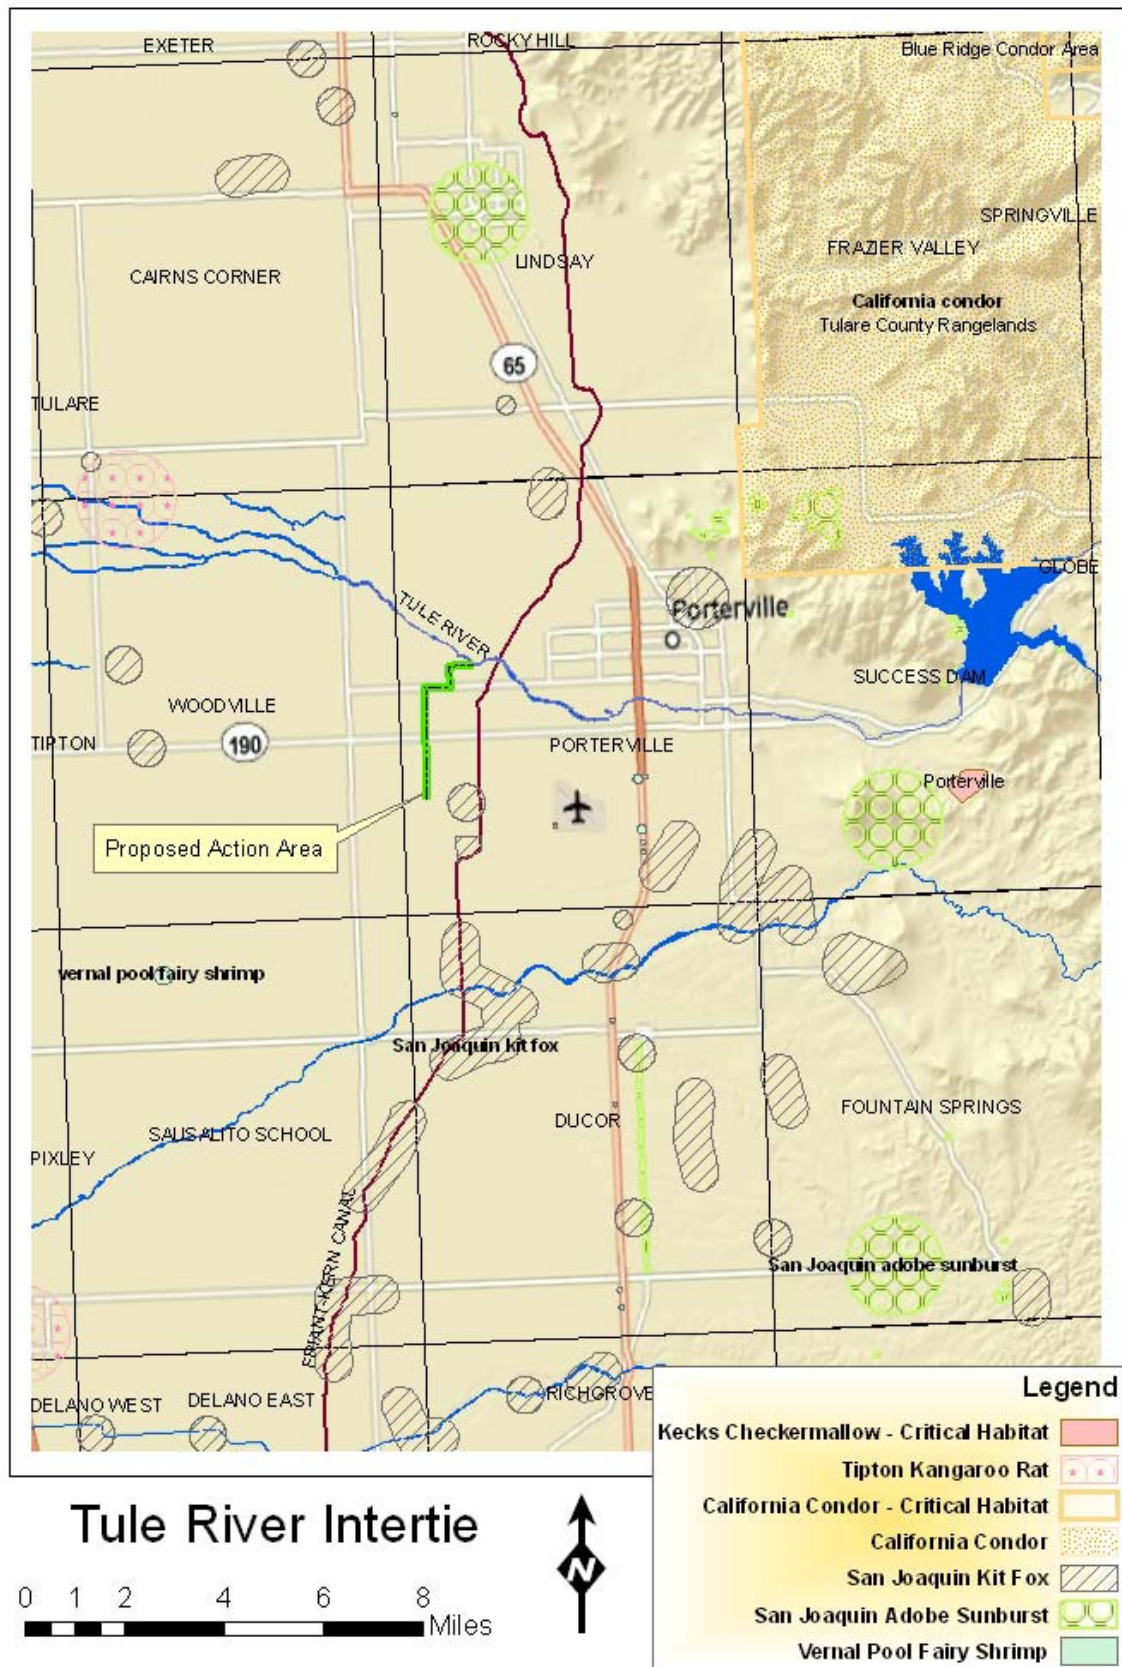 EXETER
ROCKY HILL
Blue Ridge Condor Area
SPRINGVILLE
FRAZIER VALLEY
LINDSAY
CAIRNS CORNER
California condor
Tulare County Rangelands
65
TULARE
GLOBE
TULE RIVER
Porterville
SUCCESS DAM
WOODVILLE
TIPTON
190
PORTERVILLE
Porterville
Proposed Action Area
vernal pool fairy shrimp
San Joaquin kit fox
DUCOR
FOUNTAIN SPRINGS
SAUSALITO SCHOOL
PIXLEY
FRIANT-KERN CANAL
San Joaquin adobe sunburst
DELANO WEST
DELANO EAST
RICHGROVE
Legend
Kecks Checkermallow - Critical Habitat
Tipton Kangaroo Rat
California Condor - Critical Habitat
California Condor
San Joaquin Kit Fox
San Joaquin Adobe Sunburst
Vernal Pool Fairy Shrimp
Tule River Intertie
N
0 1 2 4 6 8
Miles